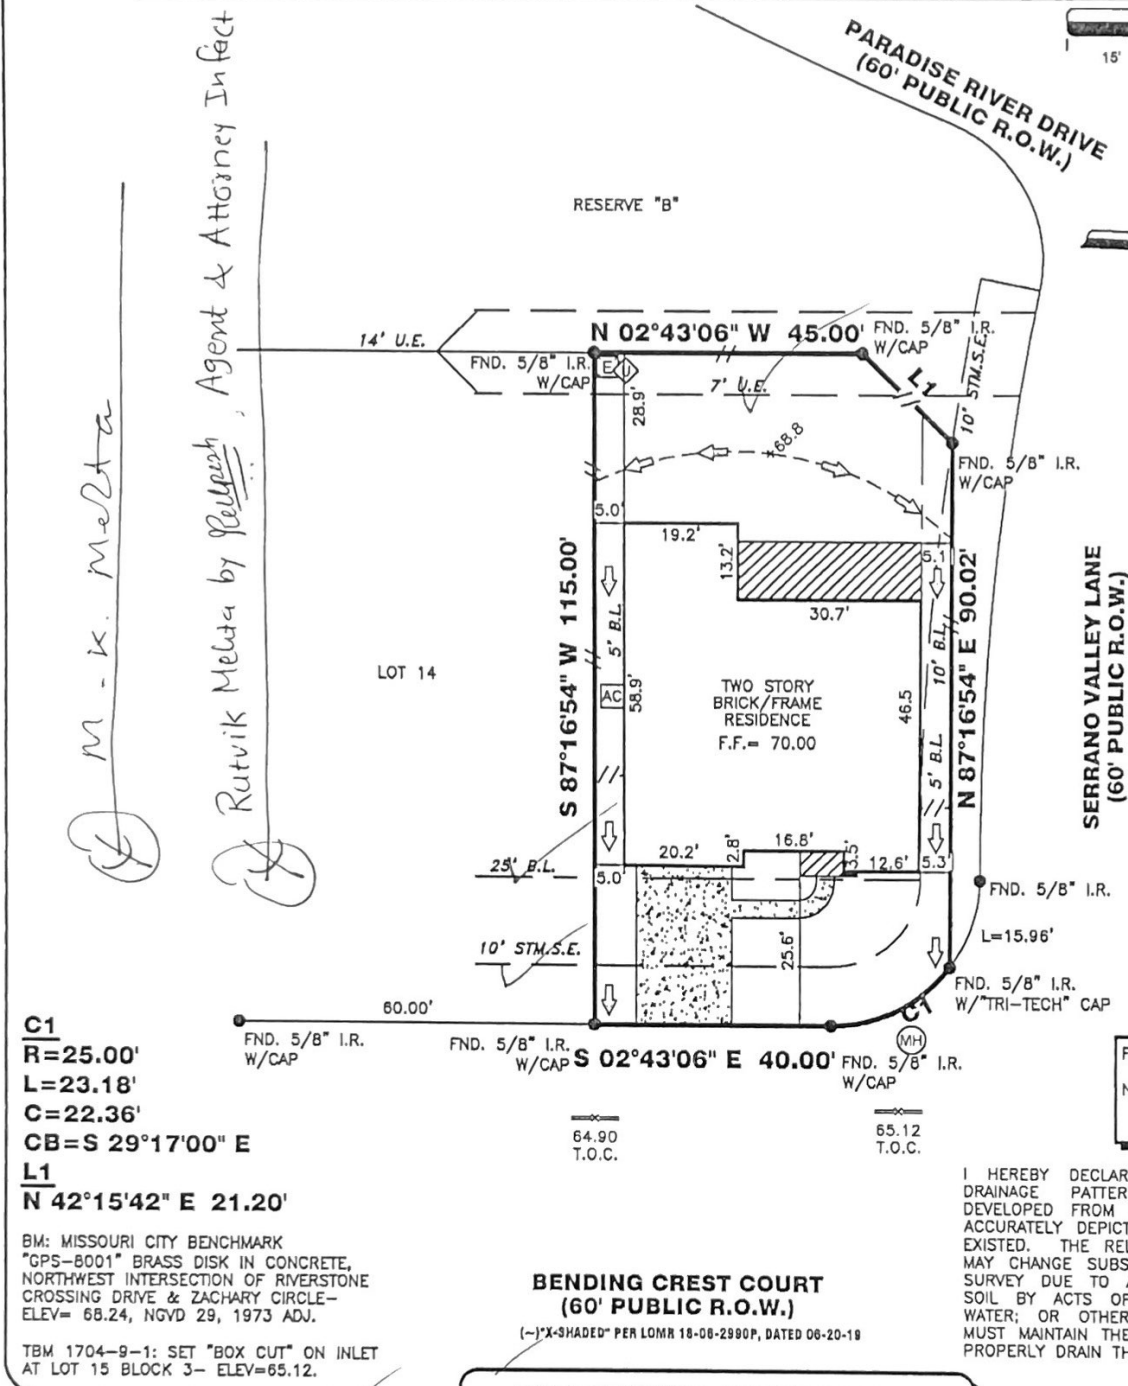 PARADISE RIVER DRIVE
(60' PUBLIC R.O.W.)
15'
RESERVE "B"
M - K. Mehta
Rutvik Mehta by , Agent & Attorney In fact
14' U.E.
N 02°43'06" W 45.00'
FND. 5/8" I.R.
W/CAP
FND. 5/8" I.R.
W/CAP
E
U
7' U.E.
L1
10' STM.S.E.
28.9'
68.8
FND. 5/8" I.R.
W/CAP
5.0'
19.2'
13.2'
5.1
30.7'
S 87°16'54" W 115.00'
N 87°16'54" E 90.02'
SERRANO VALLEY LANE
(60' PUBLIC R.O.W.)
5' B.L.
10' B.L.
LOT 14
AC
58.9'
TWO STORY
BRICK/FRAME
RESIDENCE
F.F.= 70.00
46.5
5' B.L.
20.2'
2.8'
16.8'
3.5'
12.6'
5.3'
25' B.L.
5.0'
FND. 5/8" I.R.
L=15.96'
10' STM.S.E.
25.6'
FND. 5/8" I.R.
W/"TRI-TECH" CAP
60.00'
C1
MH
FND. 5/8" I.R.
W/CAP
FND. 5/8" I.R.
W/CAP
S 02°43'06" E 40.00'
FND. 5/8" I.R.
W/CAP
C1
R=25.00'
L=23.18'
C=22.36'
CB=S 29°17'00" E
L1
N 42°15'42" E 21.20'
64.90
T.O.C.
65.12
T.O.C.
BM: MISSOURI CITY BENCHMARK
"GPS-8001" BRASS DISK IN CONCRETE,
NORTHWEST INTERSECTION OF RIVERSTONE
CROSSING DRIVE & ZACHARY CIRCLE-
ELEV= 68.24, NGVD 29, 1973 ADJ.
TBM 1704-9-1: SET "BOX CUT" ON INLET
AT LOT 15 BLOCK 3- ELEV=65.12.
BENDING CREST COURT
(60' PUBLIC R.O.W.)
(~)"X-SHADED" PER LOMR 18-06-2990P, DATED 06-20-19
F
N
I HEREBY DECLAR
DRAINAGE PATTER
DEVELOPED FROM
ACCURATELY DEPICT
EXISTED. THE REL
MAY CHANGE SUBS
SURVEY DUE TO A
SOIL BY ACTS OF
WATER; OR OTHER
MUST MAINTAIN THE
PROPERLY DRAIN TH